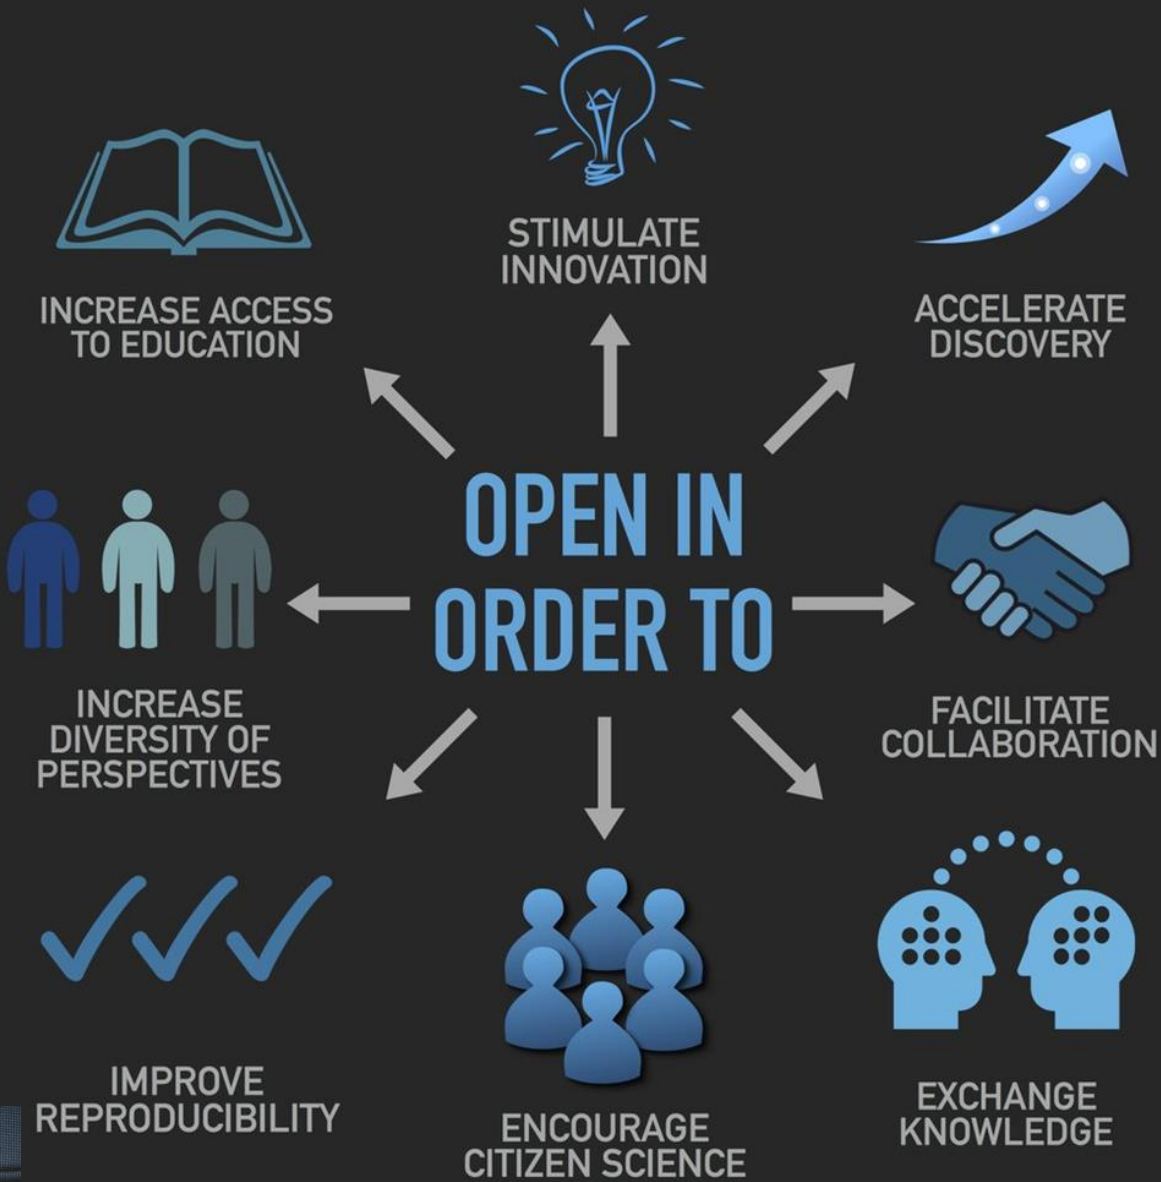 STIMULATE
INNOVATION
INCREASE ACCESS
TO EDUCATION
ACCELERATE
DISCOVERY
OPEN IN
ORDER TO
INCREASE
DIVERSITY OF
PERSPECTIVES
FACILITATE
COLLABORATION
IMPROVE
REPRODUCIBILITY
ENCOURAGE
CITIZEN SCIENCE
EXCHANGE
KNOWLEDGE